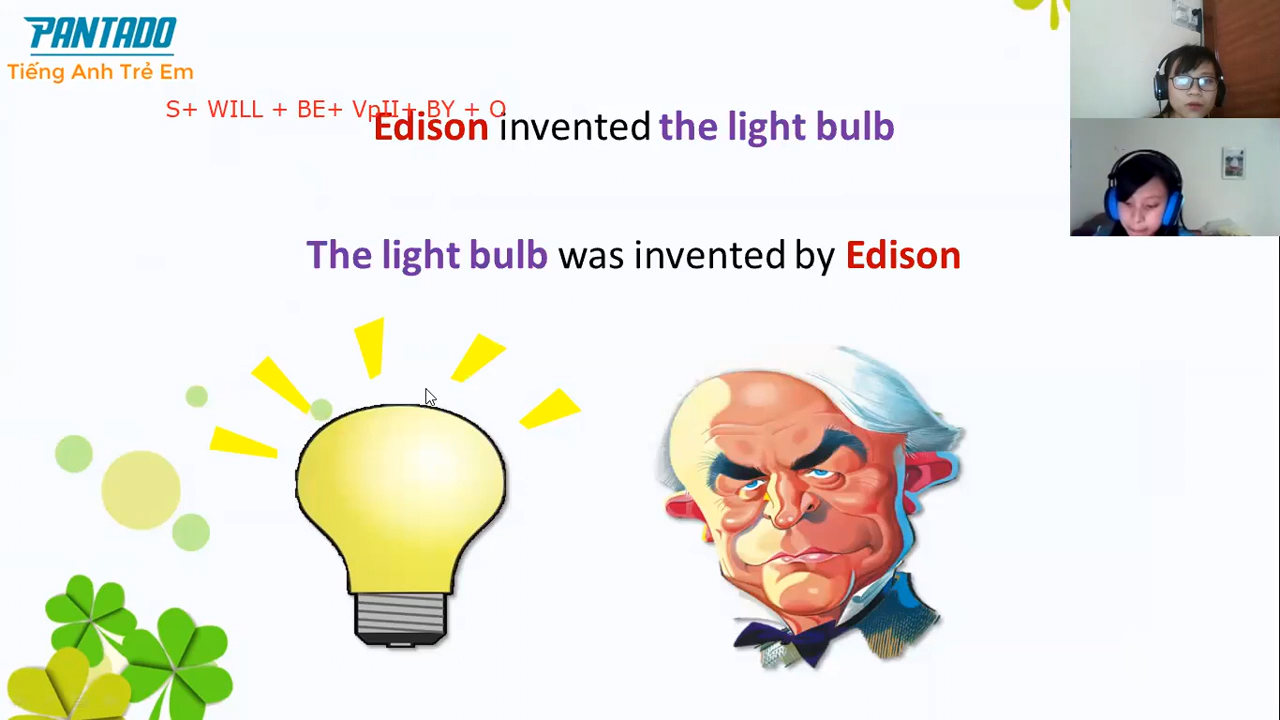 PANTADO
Tiếng Anh Trẻ Em
S+ WILL + BE+ VpII+ BY + O
Edison invented the light bulb
The light bulb was invented by Edison